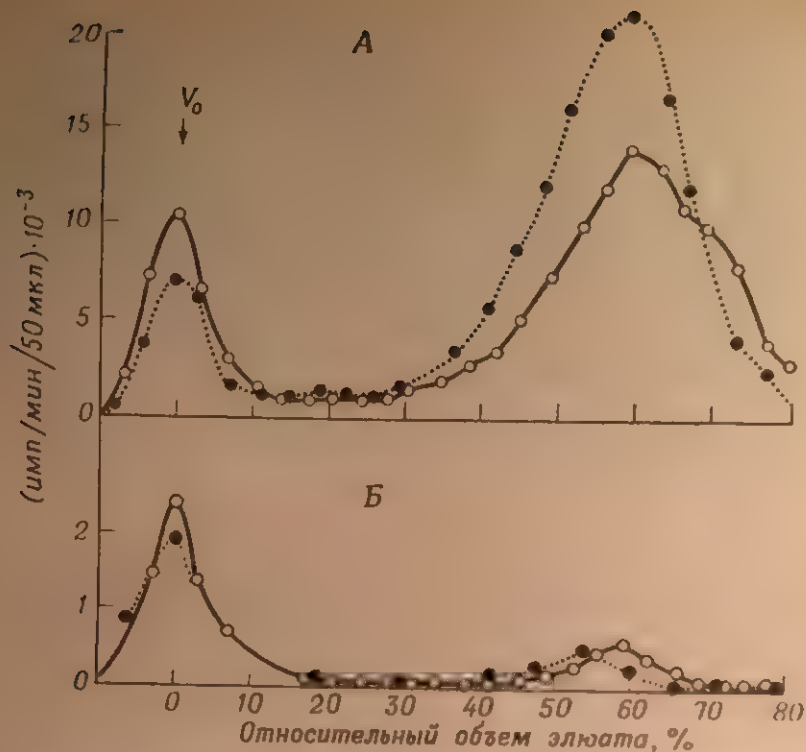 20
А
V₀
15
10
5
0
(имп/мин/50 мкл)·10⁻³
Б
2
1
0
0 10 20 30 40 50 60 70 80
Относительный объем элюата, %